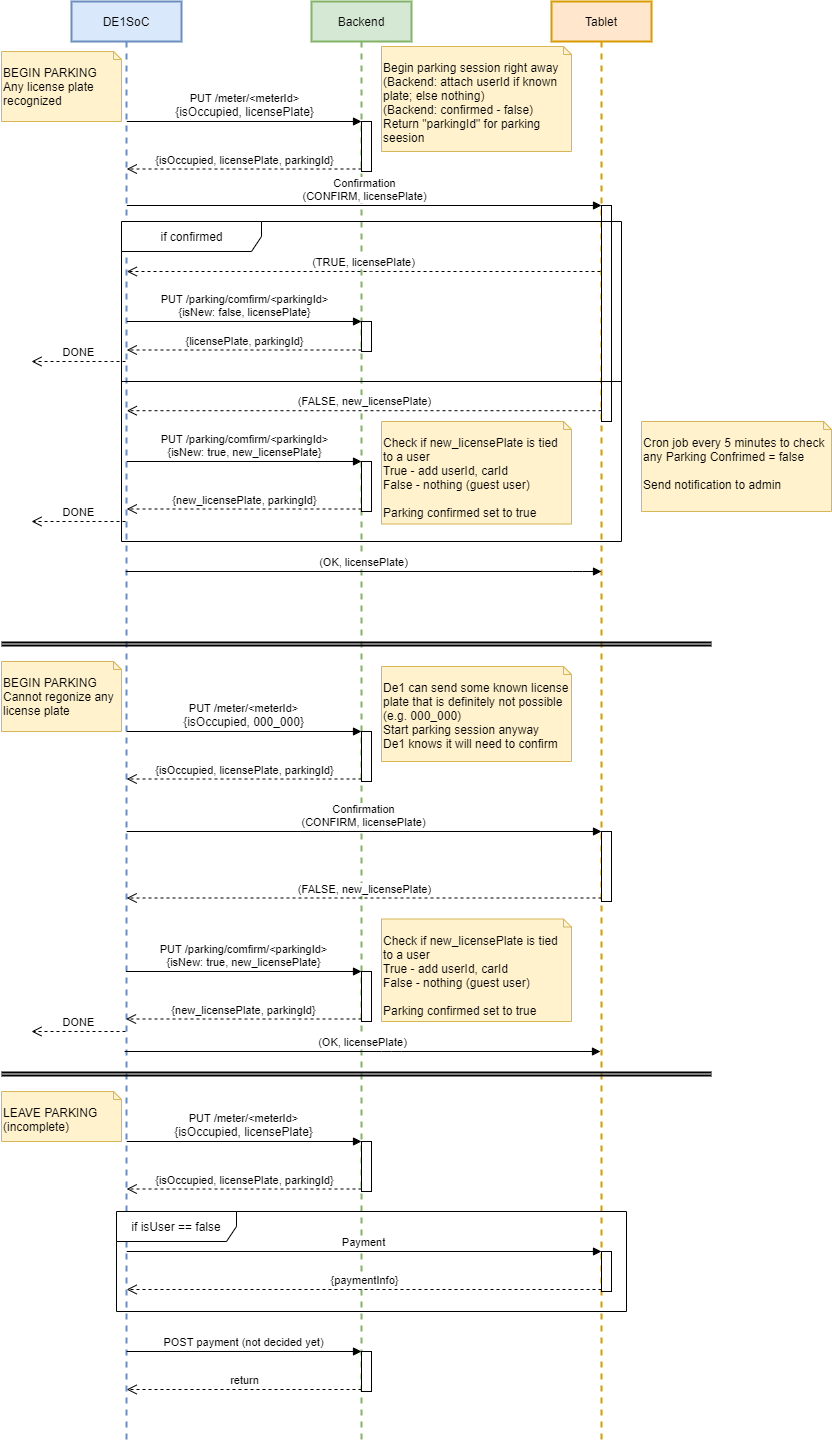 DE1SoC
Backend
Tablet
BEGIN PARKING
Any license plate
recognized
PUT /meter/<meterId>
{isOccupied, licensePlate}
Begin parking session right away
(Backend: attach userId if known
plate; else nothing)
(Backend: confirmed - false)
Return "parkingId" for parking
seesion
{isOccupied, licensePlate, parkingId}
Confirmation
(CONFIRM, licensePlate)
if confirmed
(TRUE, licensePlate)
PUT /parking/comfirm/<parkingId>
{isNew: false, licensePlate}
{licensePlate, parkingId}
DONE
(FALSE, new_licensePlate)
PUT /parking/comfirm/<parkingId>
{isNew: true, new_licensePlate}
Check if new_licensePlate is tied
to a user
True - add userId, carId
False - nothing (guest user)
Parking confirmed set to true
Cron job every 5 minutes to check
any Parking Confrimed = false
Send notification to admin
{new_licensePlate, parkingId}
DONE
(OK, licensePlate)
BEGIN PARKING
Cannot regonize any
license plate
PUT /meter/<meterId>
{isOccupied, 000_000}
De1 can send some known license
plate that is definitely not possible
(e.g. 000_000)
Start parking session anyway
De1 knows it will need to confirm
{isOccupied, licensePlate, parkingId}
Confirmation
(CONFIRM, licensePlate)
(FALSE, new_licensePlate)
PUT /parking/comfirm/<parkingId>
{isNew: true, new_licensePlate}
Check if new_licensePlate is tied
to a user
True - add userId, carId
False - nothing (guest user)
Parking confirmed set to true
{new_licensePlate, parkingId}
DONE
(OK, licensePlate)
LEAVE PARKING
(incomplete)
PUT /meter/<meterId>
{isOccupied, licensePlate}
{isOccupied, licensePlate, parkingId}
if isUser == false
Payment
{paymentInfo}
POST payment (not decided yet)
return